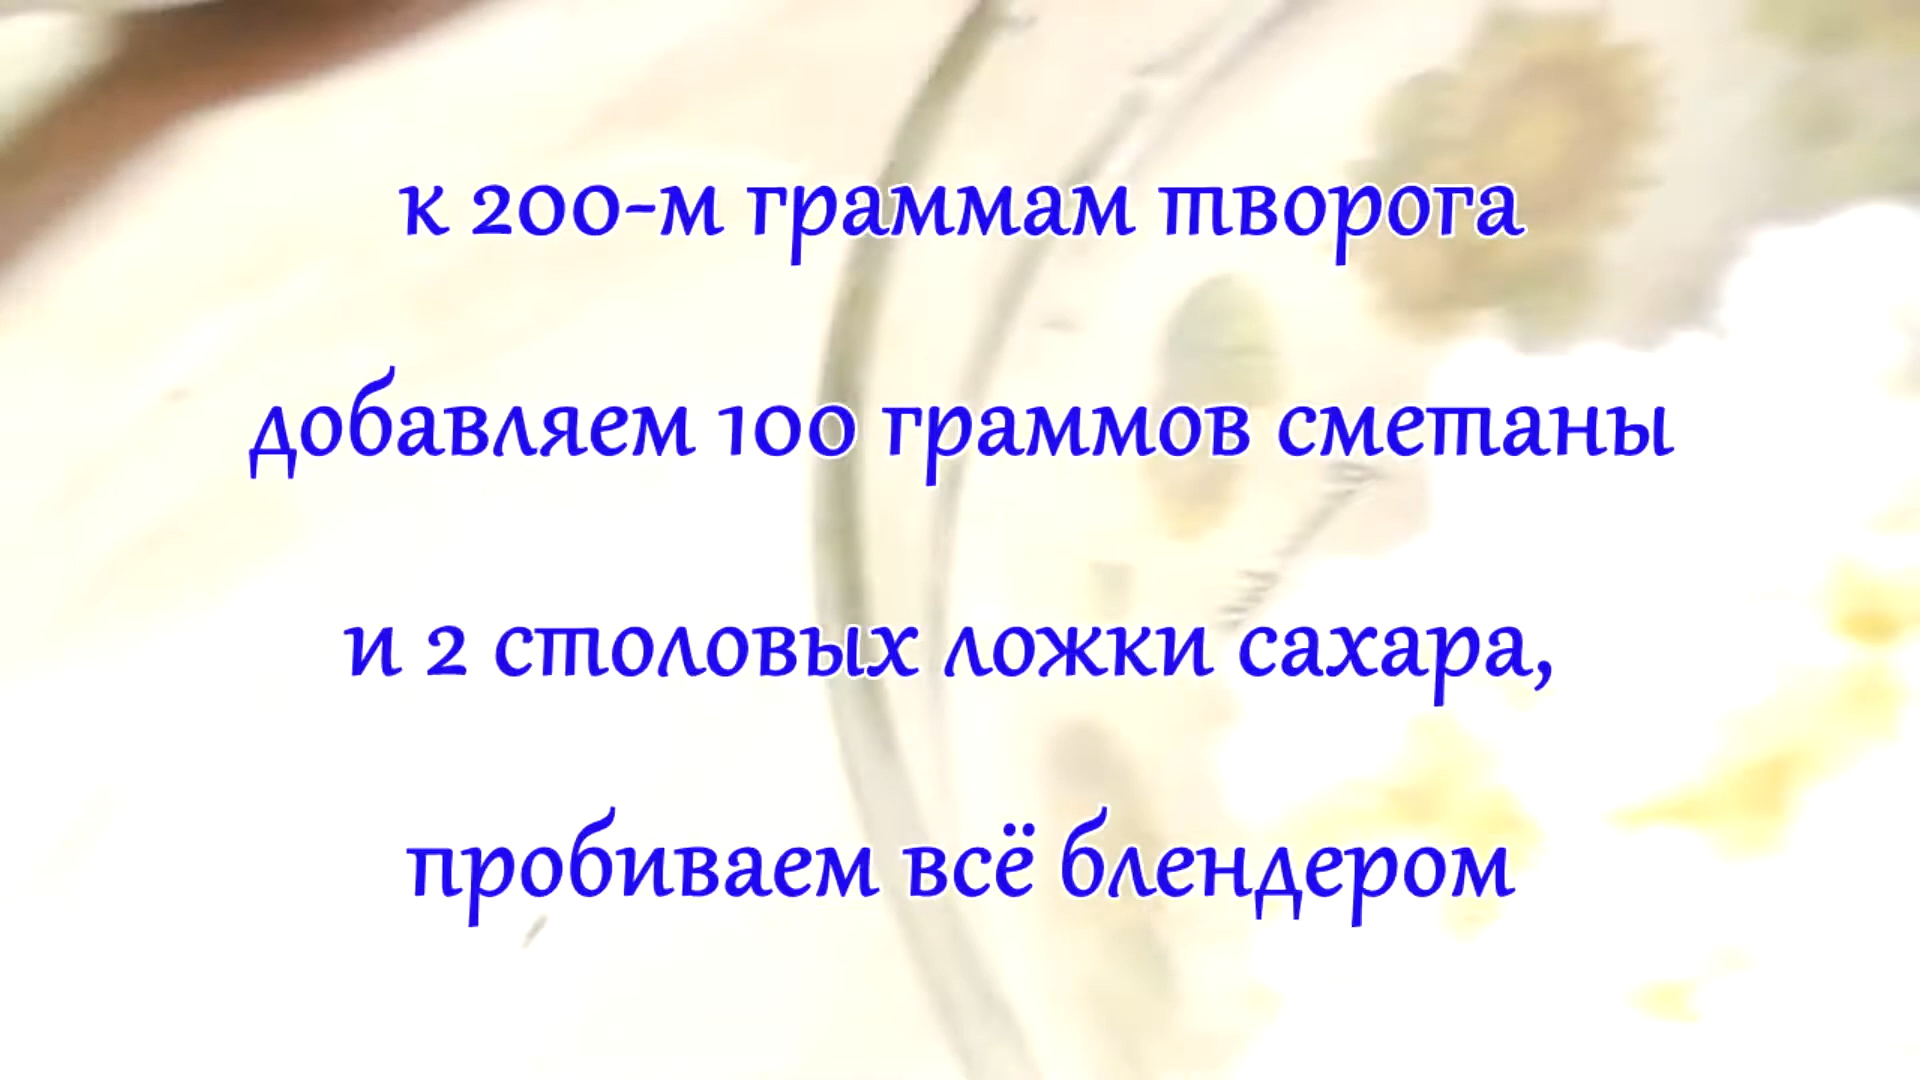 к 200-м граммам творога
добавляем 100 граммов сметаны
и 2 столовых ложки сахара,
пробиваем всё блендером